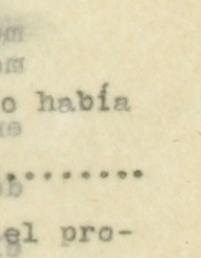 o había
.........
el pro-